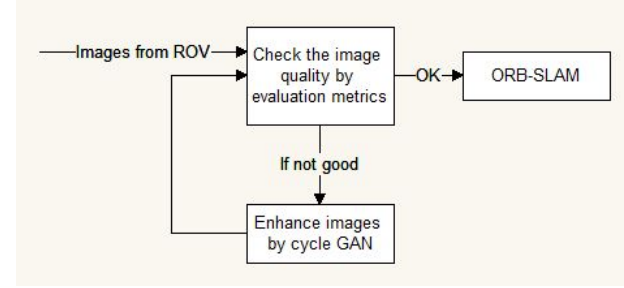 Images from ROV
Check the image
quality by
evaluation metrics
OK
ORB-SLAM
If not good
Enhance images
by cycle GAN